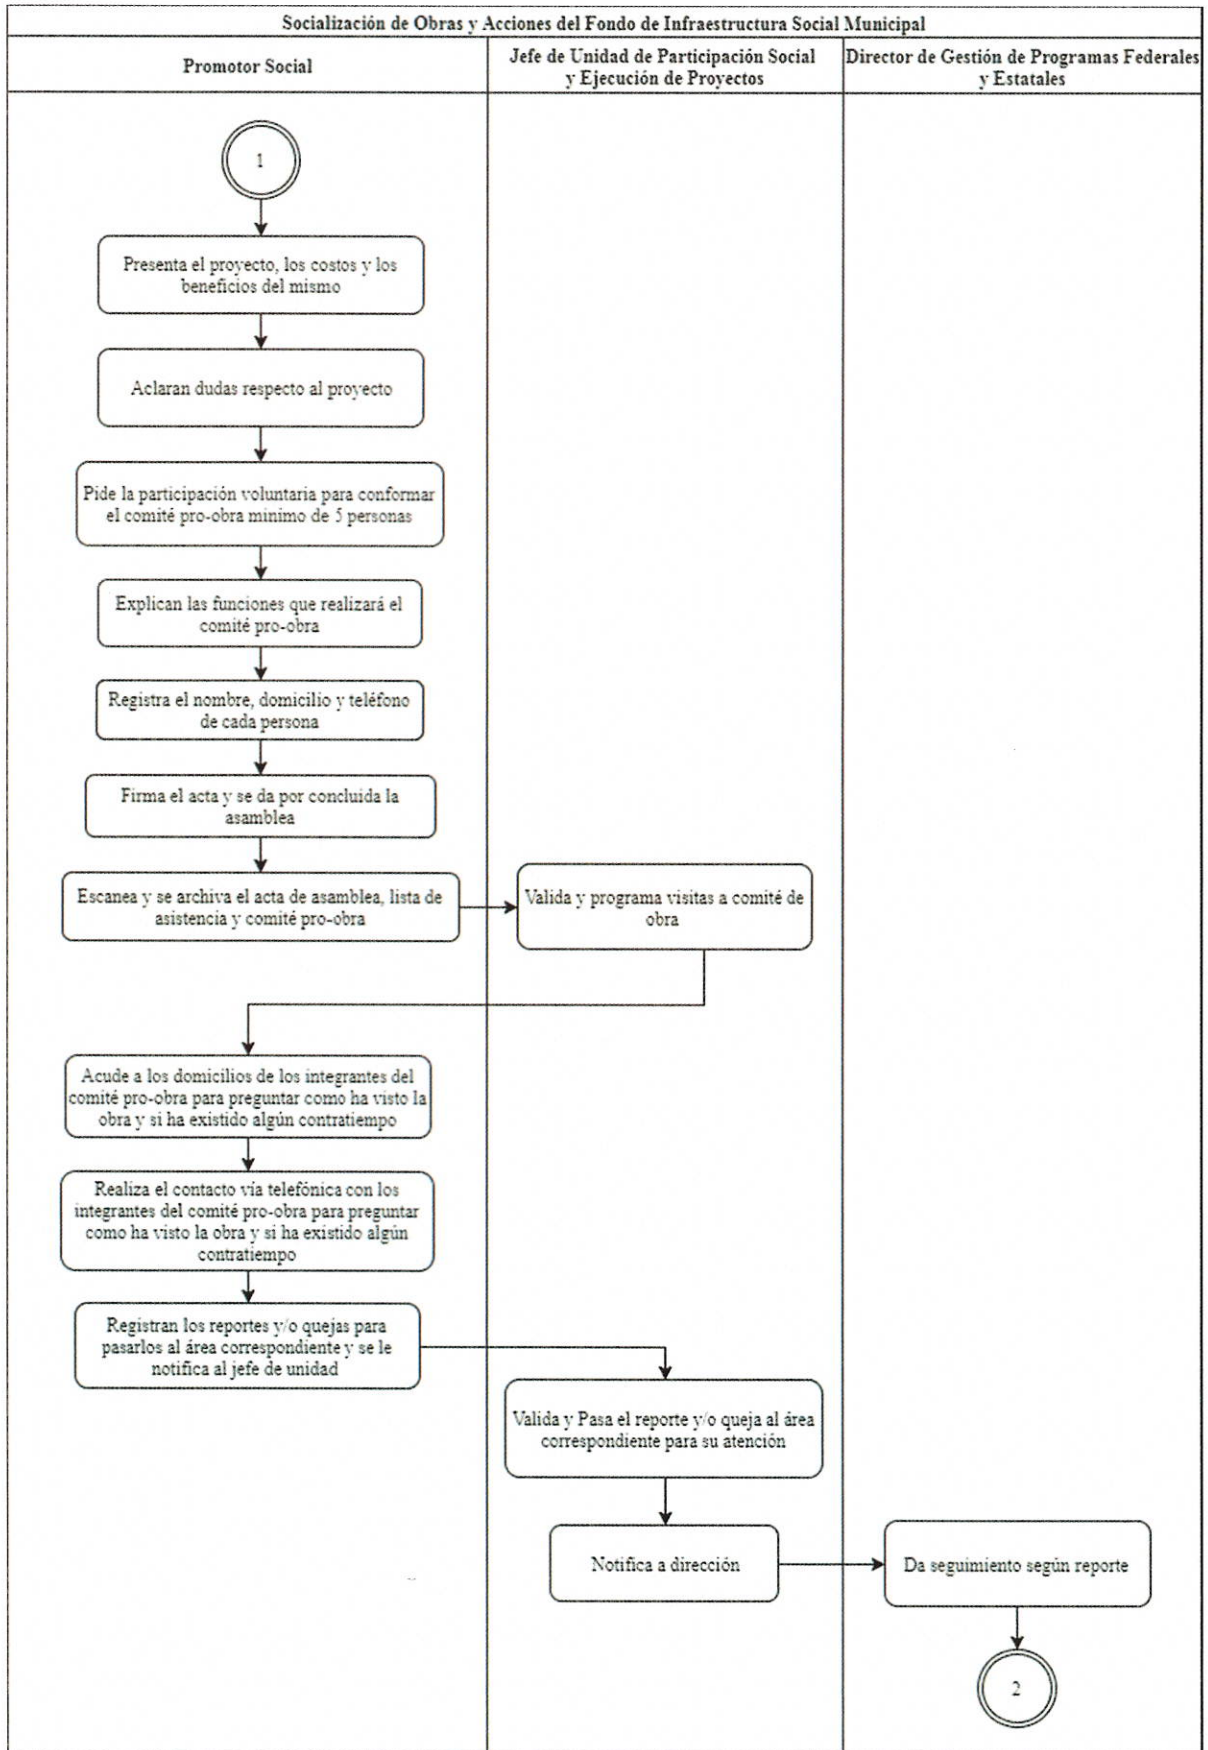 Socialización de Obras y Acciones del Fondo de Infraestructura Social Municipal
Promotor Social
Jefe de Unidad de Participación Social
y Ejecución de Proyectos
Director de Gestión de Programas Federales
y Estatales
1
Presenta el proyecto, los costos y los
beneficios del mismo
Aclaran dudas respecto al proyecto
Pide la participación voluntaria para conformar
el comité pro-obra minimo de 5 personas
Explican las funciones que realizará el
comité pro-obra
Registra el nombre, domicilio y teléfono
de cada persona
Firma el acta y se da por concluida la
asamblea
Escanea y se archiva el acta de asamblea, lista de
asistencia y comité pro-obra
Valida y programa visitas a comité de
obra
Acude a los domicilios de los integrantes del
comité pro-obra para preguntar como ha visto la
obra y si ha existido algún contratiempo
Realiza el contacto vía telefónica con los
integrantes del comité pro-obra para preguntar
como ha visto la obra y si ha existido algún
contratiempo
Registran los reportes y/o quejas para
pasarlos al área correspondiente y se le
notifica al jefe de unidad
Valida y Pasa el reporte y/o queja al área
correspondiente para su atención
Notifica a dirección
Da seguimiento según reporte
2